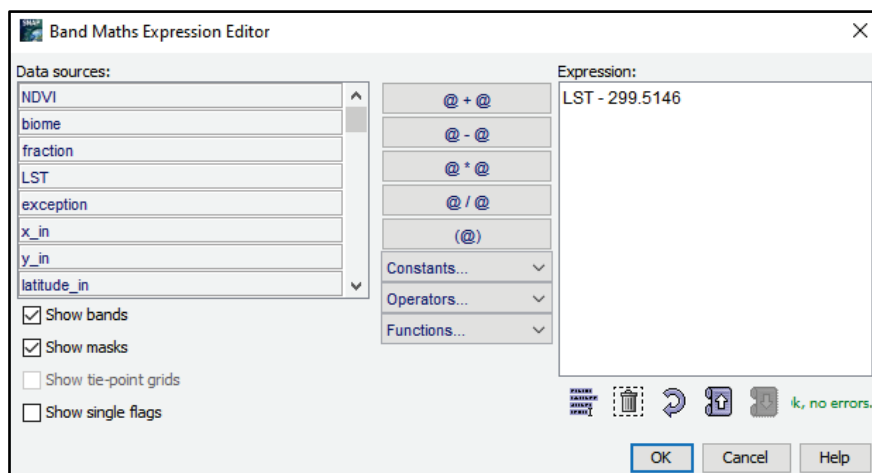 SNAP
Band Maths Expression Editor
Data sources:
NDVI
biome
fraction
LST
exception
x_in
y_in
latitude_in
Show bands
Show masks
Show tie-point grids
Show single flags
@ + @
@ - @
@ * @
@ / @
(@)
Constants...
Operators...
Functions...
Expression:
LST - 299.5146
k, no errors.
OK
Cancel
Help